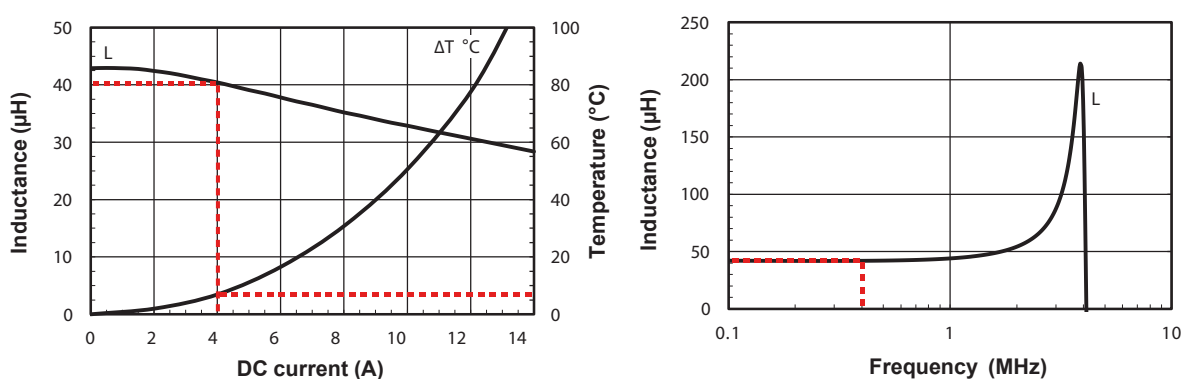 50
40
30
20
10
0
Inductance (µH)
L
ΔT °C
100
80
60
40
20
0
Temperature (°C)
0 2 4 6 8 10 12 14
DC current (A)
250
200
150
100
50
0
Inductance (µH)
L
0.1 1 10
Frequency (MHz)